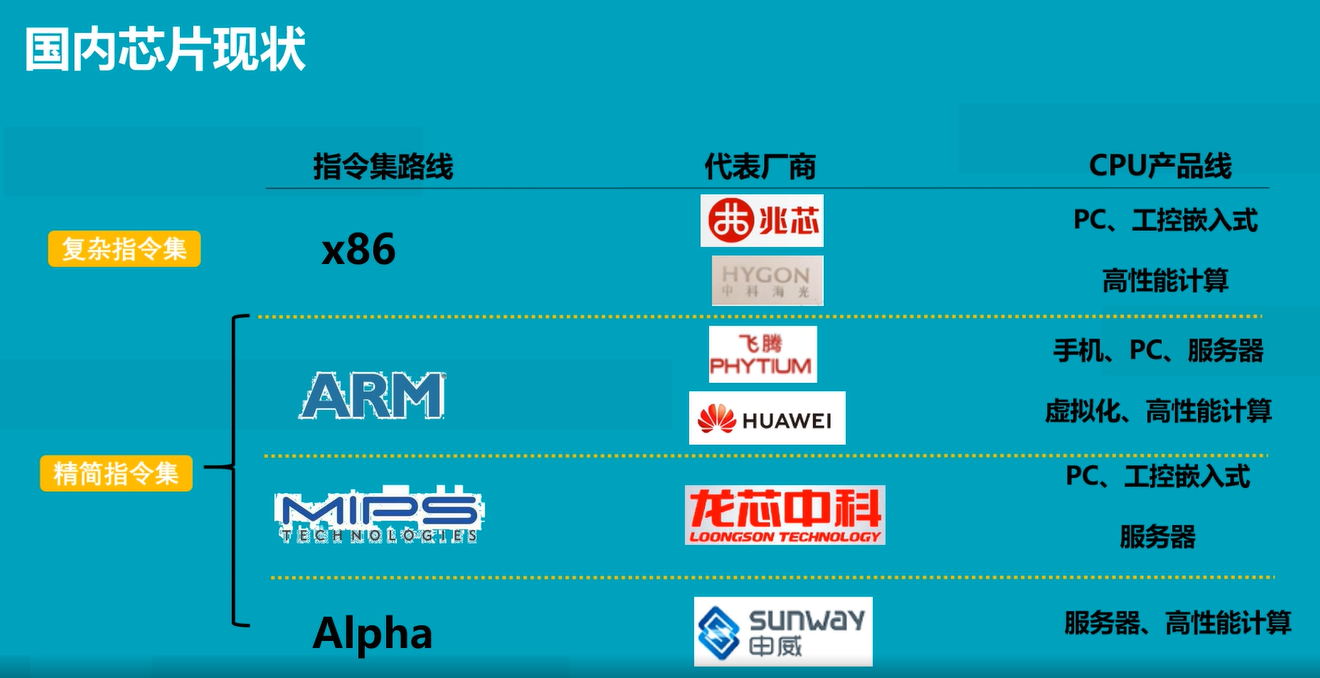 国内芯片现状
指令集路线 代表厂商 CPU产品线
复杂指令集 x86
兆芯 PC、工控嵌入式
HYGON
中科海光
高性能计算
精简指令集
ARM
飞腾
PHYTIUM
手机、PC、服务器
HUAWEI
虚拟化、高性能计算
MIPS
TECHNOLOGIES
龙芯中科
LOONGSON TECHNOLOGY
PC、工控嵌入式
服务器
Alpha
SUNWAY
申威
服务器、高性能计算